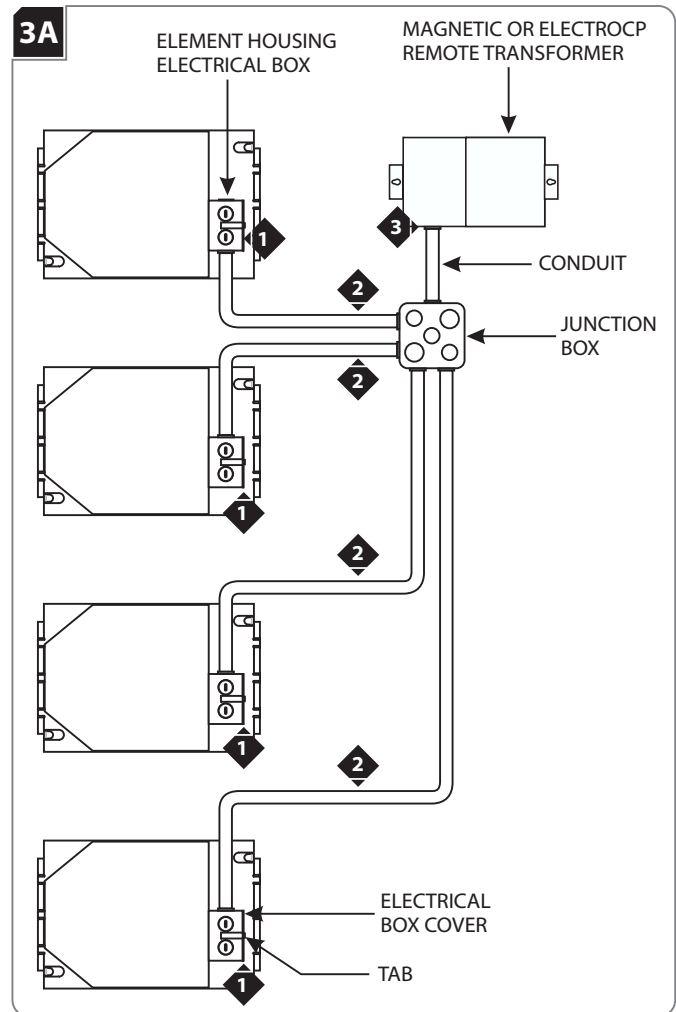 3A
ELEMENT HOUSING
ELECTRICAL BOX
MAGNETIC OR ELECTROCP
REMOTE TRANSFORMER
1
3
CONDUIT
2
JUNCTION
BOX
2
1
2
1
2
ELECTRICAL
BOX COVER
TAB
1